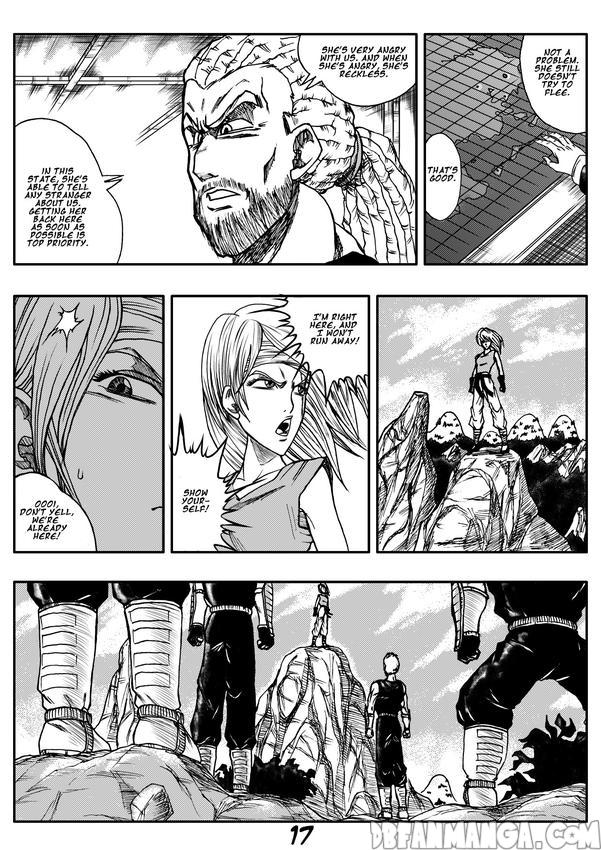 NOT A
PROBLEM.
SHE STILL
DOESN'T
TRY TO
FLEE.
THAT'S
GOOD.
SHE'S VERY ANGRY
WITH US. AND WHEN
SHE'S ANGRY, SHE'S
RECKLESS.
IN THIS
STATE, SHE'S
ABLE TO TELL
ANY STRANGER
ABOUT US.
GETTING HER
BACK HERE
AS SOON AS
POSSIBLE IS
TOP PRIORITY.
I'M RIGHT
HERE, AND
I WON'T
RUN AWAY!
SHOW
YOUR-
SELF!
OOOI,
DON'T YELL,
WE'RE
ALREADY
HERE!
17
DBFANMANGA.COM